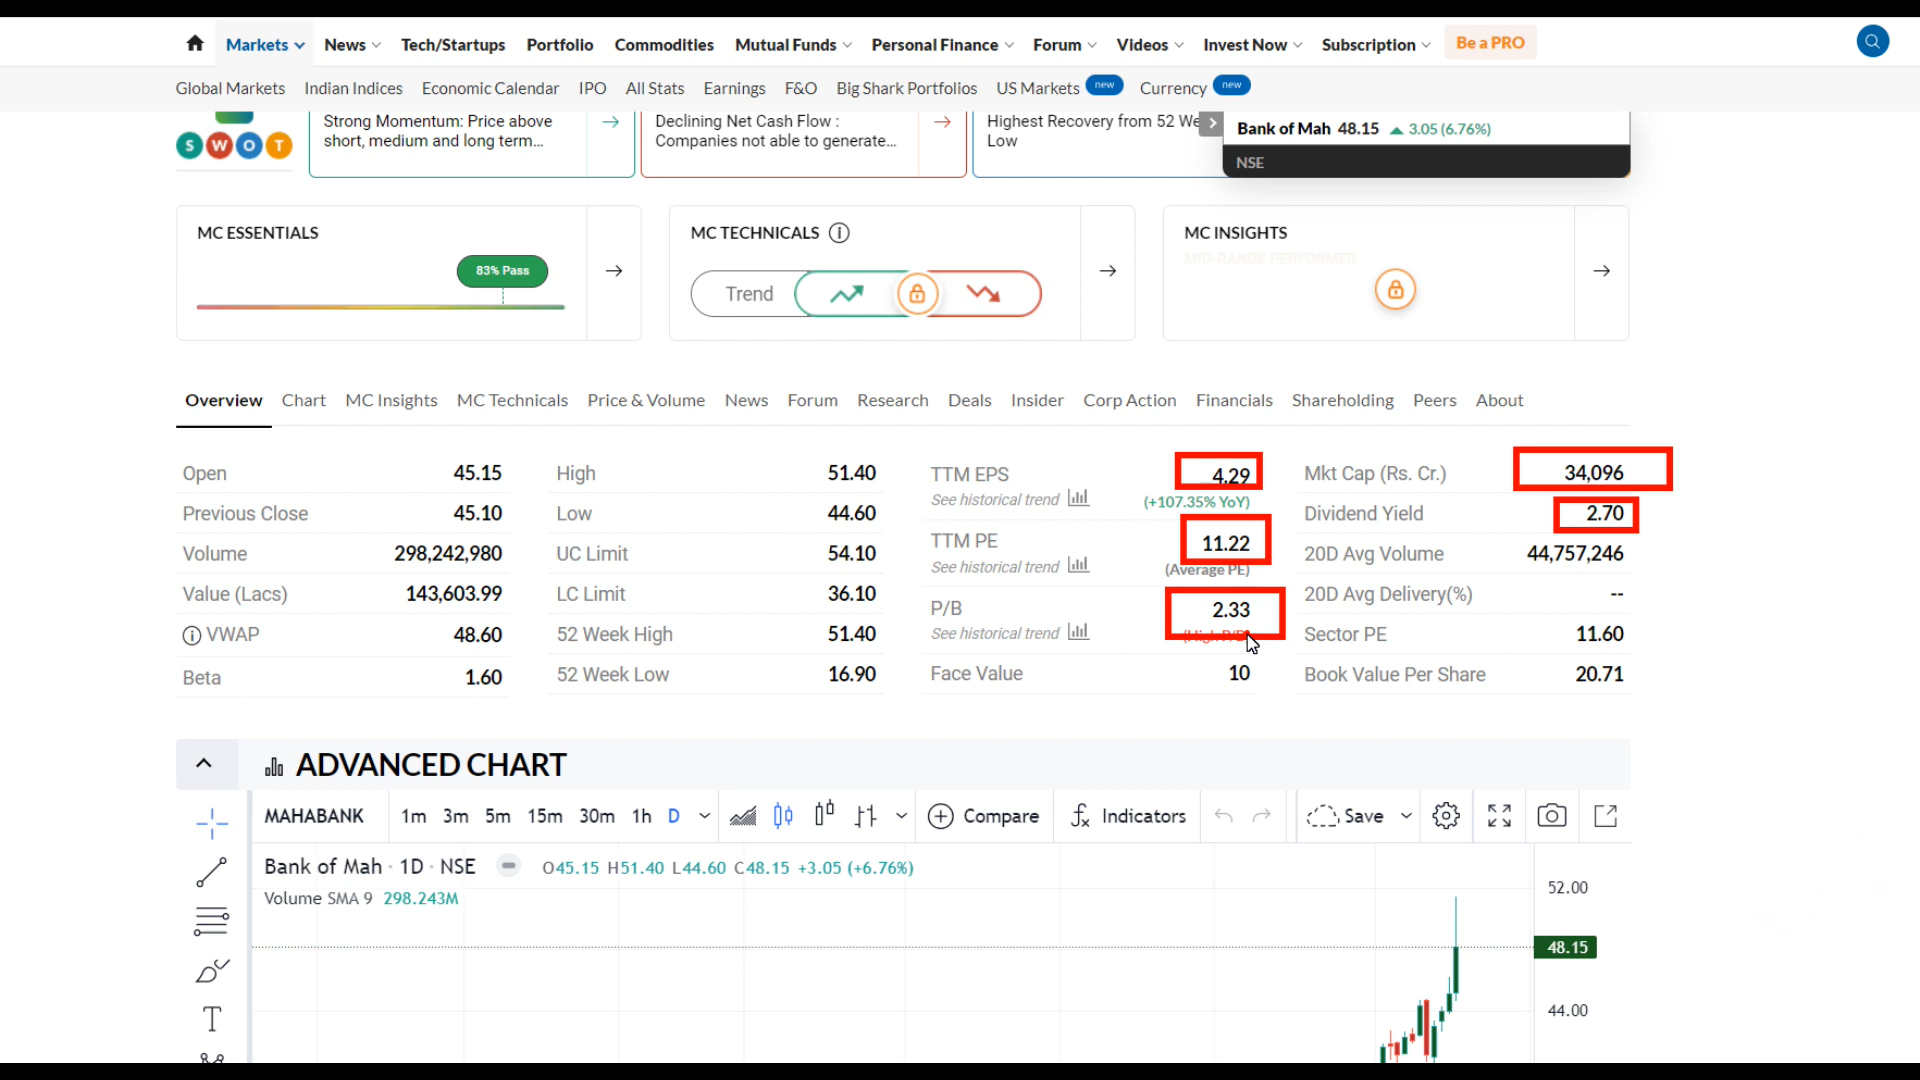 Markets News Tech/Startups Portfolio Commodities Mutual Funds Personal Finance Forum Videos Invest Now Subscription Be a PRO
Global Markets Indian Indices Economic Calendar IPO All Stats Earnings F&O Big Shark Portfolios US Markets new Currency new
S W O T
Strong Momentum: Price above
short, medium and long term...
Declining Net Cash Flow :
Companies not able to generate...
Highest Recovery from 52 We
Low
Bank of Mah 48.15 3.05 (6.76%)
NSE
MC ESSENTIALS
83% Pass
MC TECHNICALS
Trend
MC INSIGHTS
MID-RANGE PERFORMER
Overview Chart MC Insights MC Technicals Price & Volume News Forum Research Deals Insider Corp Action Financials Shareholding Peers About
Open 45.15
Previous Close 45.10
Volume 298,242,980
Value (Lacs) 143,603.99
VWAP 48.60
Beta 1.60
High 51.40
Low 44.60
UC Limit 54.10
LC Limit 36.10
52 Week High 51.40
52 Week Low 16.90
TTM EPS 4.29
See historical trend (+107.35% YoY)
TTM PE 11.22
See historical trend (Average PE)
P/B 2.33
See historical trend (High P/B)
Face Value 10
Mkt Cap (Rs. Cr.) 34,096
Dividend Yield 2.70
20D Avg Volume 44,757,246
20D Avg Delivery(%) --
Sector PE 11.60
Book Value Per Share 20.71
ADVANCED CHART
MAHABANK 1m 3m 5m 15m 30m 1h D Compare Indicators Save
Bank of Mah · 1D · NSE O45.15 H51.40 L44.60 C48.15 +3.05 (+6.76%)
Volume SMA 9 298.243M
52.00
48.15
44.00